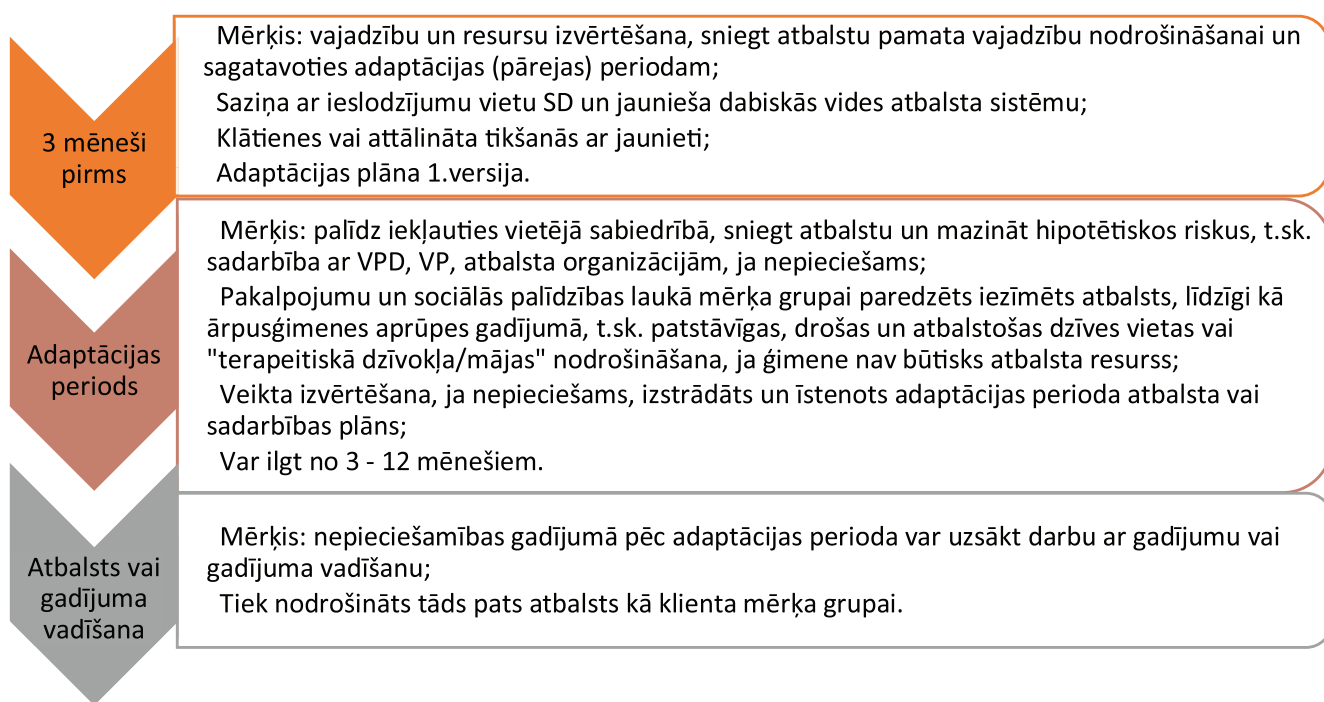 3 mēneši
pirms
Mērķis: vajadzību un resursu izvērtēšana, sniegt atbalstu pamata vajadzību nodrošināšanai un
sagatavoties adaptācijas (pārejas) periodam;
Saziņa ar ieslodzījumu vietu SD un jaunieša dabiskās vides atbalsta sistēmu;
Klātienes vai attālināta tikšanās ar jaunieti;
Adaptācijas plāna 1.versija.
Adaptācijas
periods
Mērķis: palīdz iekļauties vietējā sabiedrībā, sniegt atbalstu un mazināt hipotētiskos riskus, t.sk.
sadarbība ar VPD, VP, atbalsta organizācijām, ja nepieciešams;
Pakalpojumu un sociālās palīdzības laukā mērķa grupai paredzēts iezīmēts atbalsts, līdzīgi kā
ārpusģimenes aprūpes gadījumā, t.sk. patstāvīgas, drošas un atbalstošas dzīves vietas vai
"terapeitiskā dzīvokļa/mājas" nodrošināšana, ja ģimene nav būtisks atbalsta resurss;
Veikta izvērtēšana, ja nepieciešams, izstrādāts un īstenots adaptācijas perioda atbalsta vai
sadarbības plāns;
Var ilgt no 3 - 12 mēnešiem.
Atbalsts vai
gadījuma
vadīšana
Mērķis: nepieciešamības gadījumā pēc adaptācijas perioda var uzsākt darbu ar gadījumu vai
gadījuma vadīšanu;
Tiek nodrošināts tāds pats atbalsts kā klienta mērķa grupai.